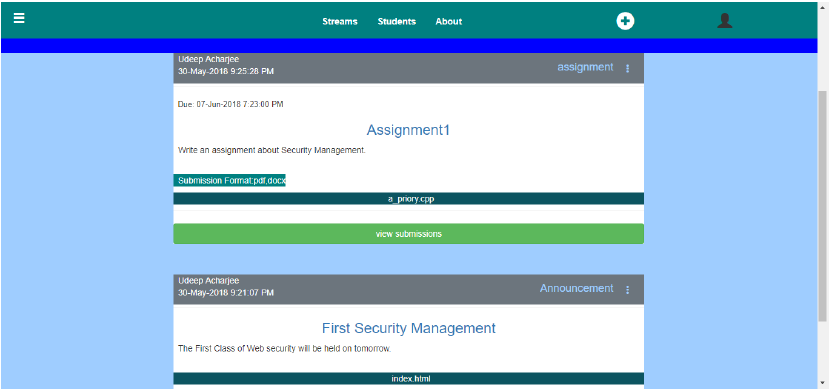 Streams Students About
Udeep Acharjee
30-May-2018 9:25:28 PM
assignment
Due: 07-Jun-2018 7:23:00 PM
Assignment1
Write an assignment about Security Management.
Submission Format:pdf,docx
a_priory.cpp
view submissions
Udeep Acharjee
30-May-2018 9:21:07 PM
Announcement
First Security Management
The First Class of Web security will be held on tomorrow.
index.html